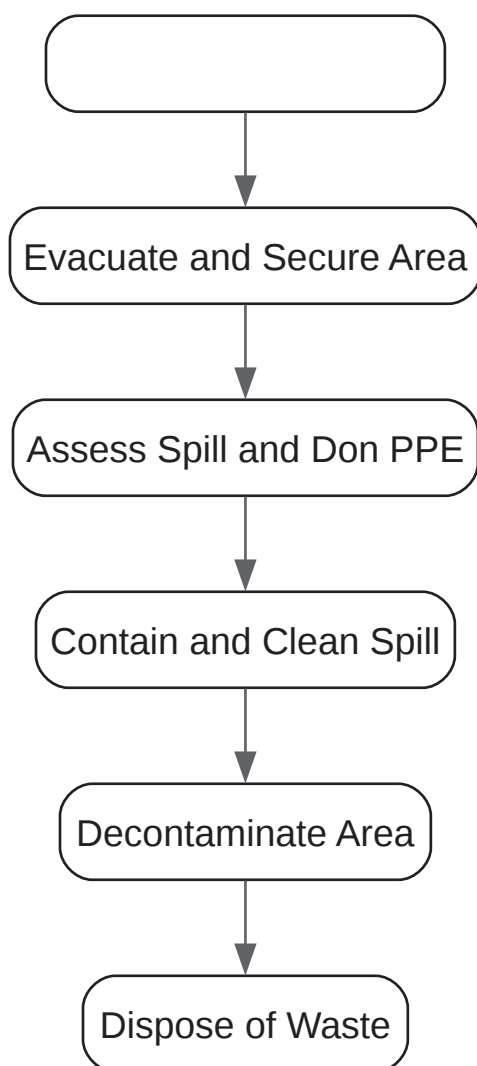 Evacuate and Secure Area
Assess Spill and Don PPE
Contain and Clean Spill
Decontaminate Area
Dispose of Waste